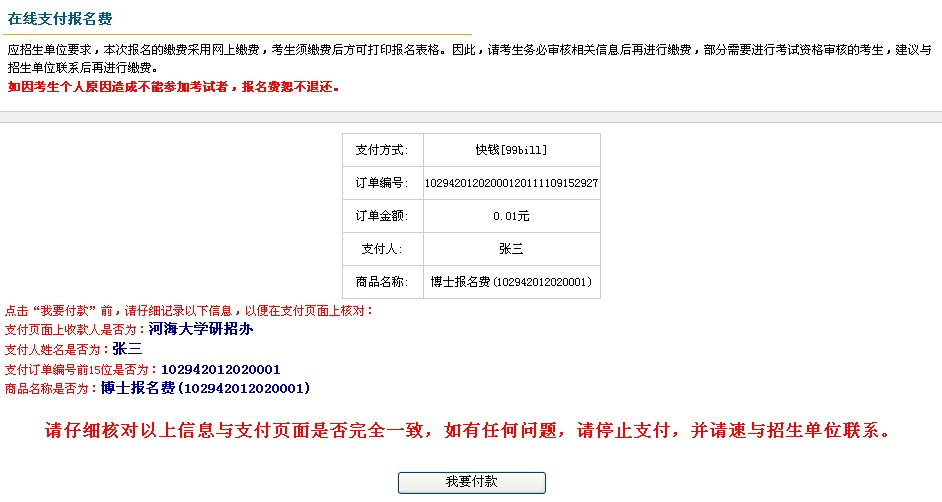 在线支付报名费
应招生单位要求，本次报名的缴费采用网上缴费，考生须缴费后方可打印报名表格。因此，请考生务必审核相关信息后再进行缴费，部分需要进行考试资格审核的考生，建议与
招生单位联系后再进行缴费。
如因考生个人原因造成不能参加考试者，报名费恕不退还。
支付方式: 快钱[99bill]
订单编号: 10294201202000120111109152927
订单金额: 0.01元
支付人: 张三
商品名称: 博士报名费(102942012020001)
点击“我要付款”前，请仔细记录以下信息，以便在支付页面上核对：
支付页面上收款人是否为：河海大学研招办
支付人姓名是否为：张三
支付订单编号前15位是否为：102942012020001
商品名称是否为：博士报名费(102942012020001)
请仔细核对以上信息与支付页面是否完全一致，如有任何问题，请停止支付，并请速与招生单位联系。
我要付款